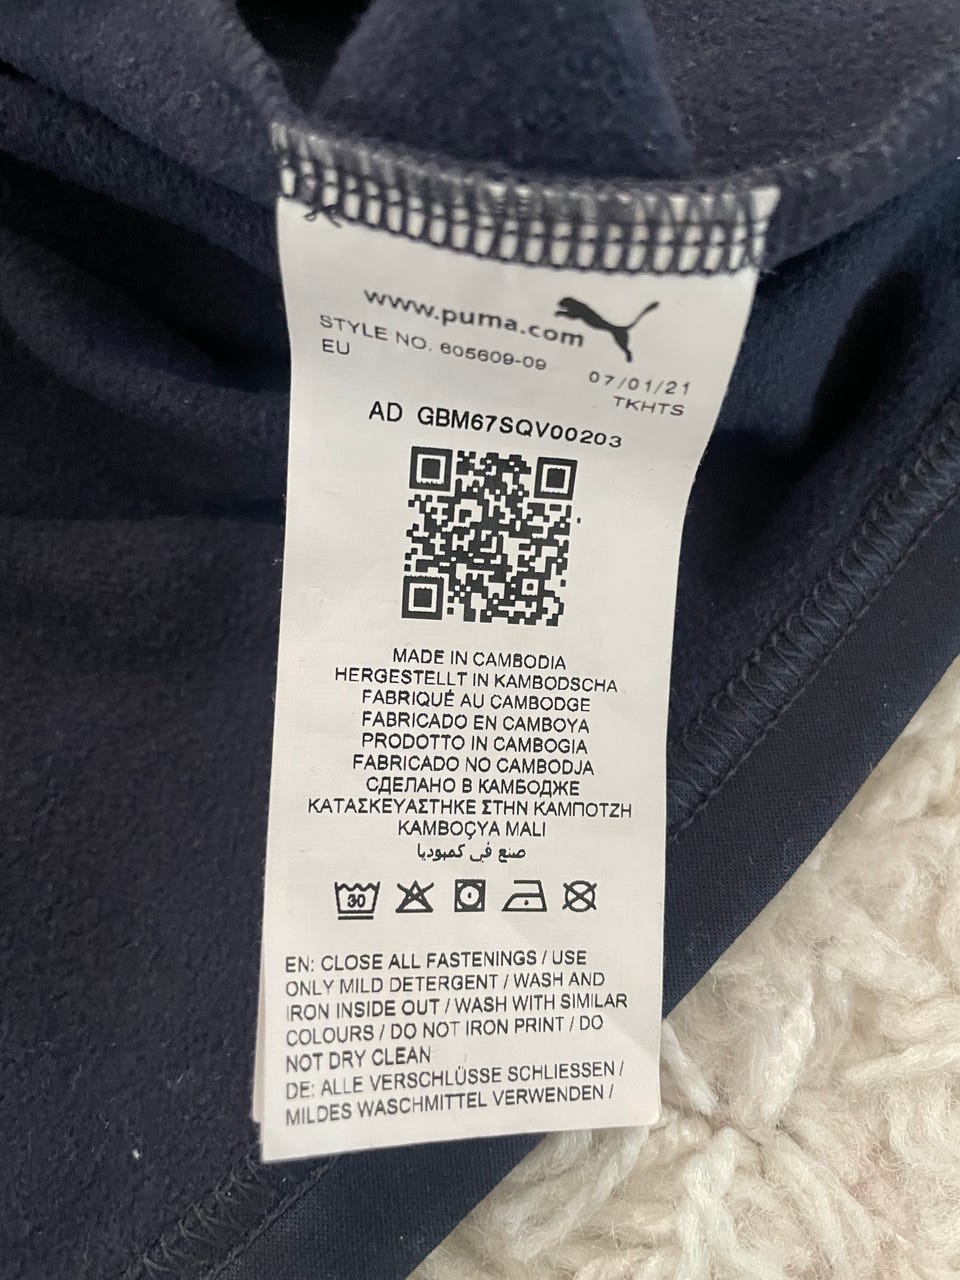 www.puma.com
STYLE NO. 605609-09
EU
07/01/21
TKHTS
AD GBM67SQV00203
MADE IN CAMBODIA
HERGESTELLT IN KAMBODSCHA
FABRIQUÉ AU CAMBODGE
FABRICADO EN CAMBOYA
PRODOTTO IN CAMBOGIA
FABRICADO NO CAMBODJA
СДЕЛАНО В КАМБОДЖЕ
ΚΑΤΑΣΚΕΥΑΣΤΗΚΕ ΣΤΗΝ ΚΑΜΠΟΤΖΗ
KAMBOÇYA MALI
صنع في كمبوديا
30
EN: CLOSE ALL FASTENINGS / USE
ONLY MILD DETERGENT / WASH AND
IRON INSIDE OUT / WASH WITH SIMILAR
COLOURS / DO NOT IRON PRINT / DO
NOT DRY CLEAN
DE: ALLE VERSCHLÜSSE SCHLIESSEN /
MILDES WASCHMITTEL VERWENDEN /